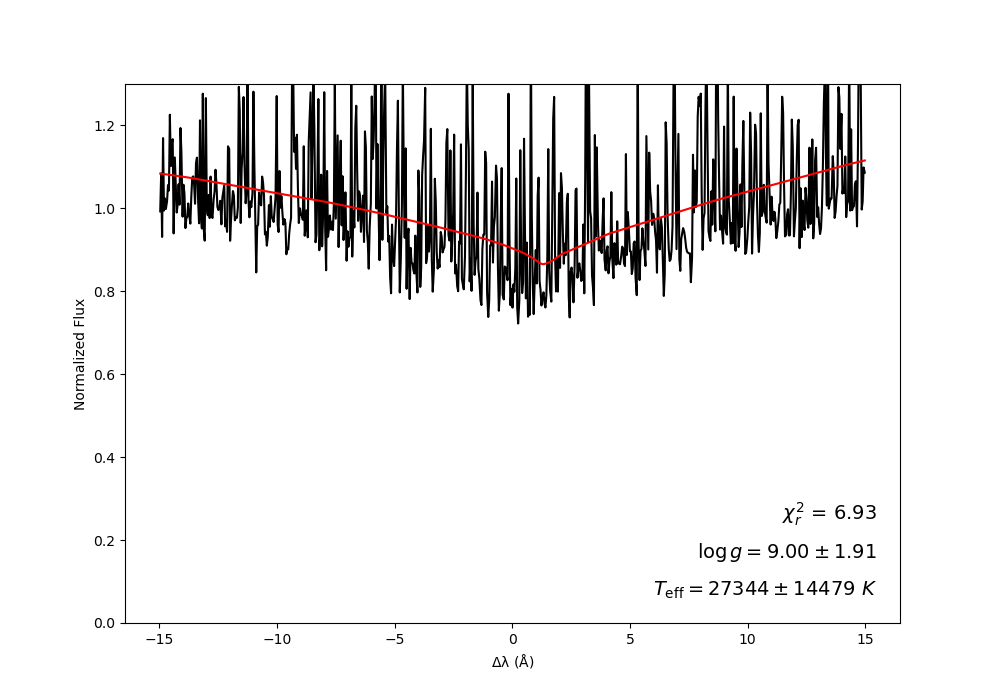 1.2
1.0
0.8
0.6
0.4
0.2
0.0
Normalized Flux
χ²ᵣ = 6.93
log g = 9.00 ± 1.91
T_eff = 27344 ± 14479 K
−15 −10 −5 0 5 10 15
Δλ (Å)